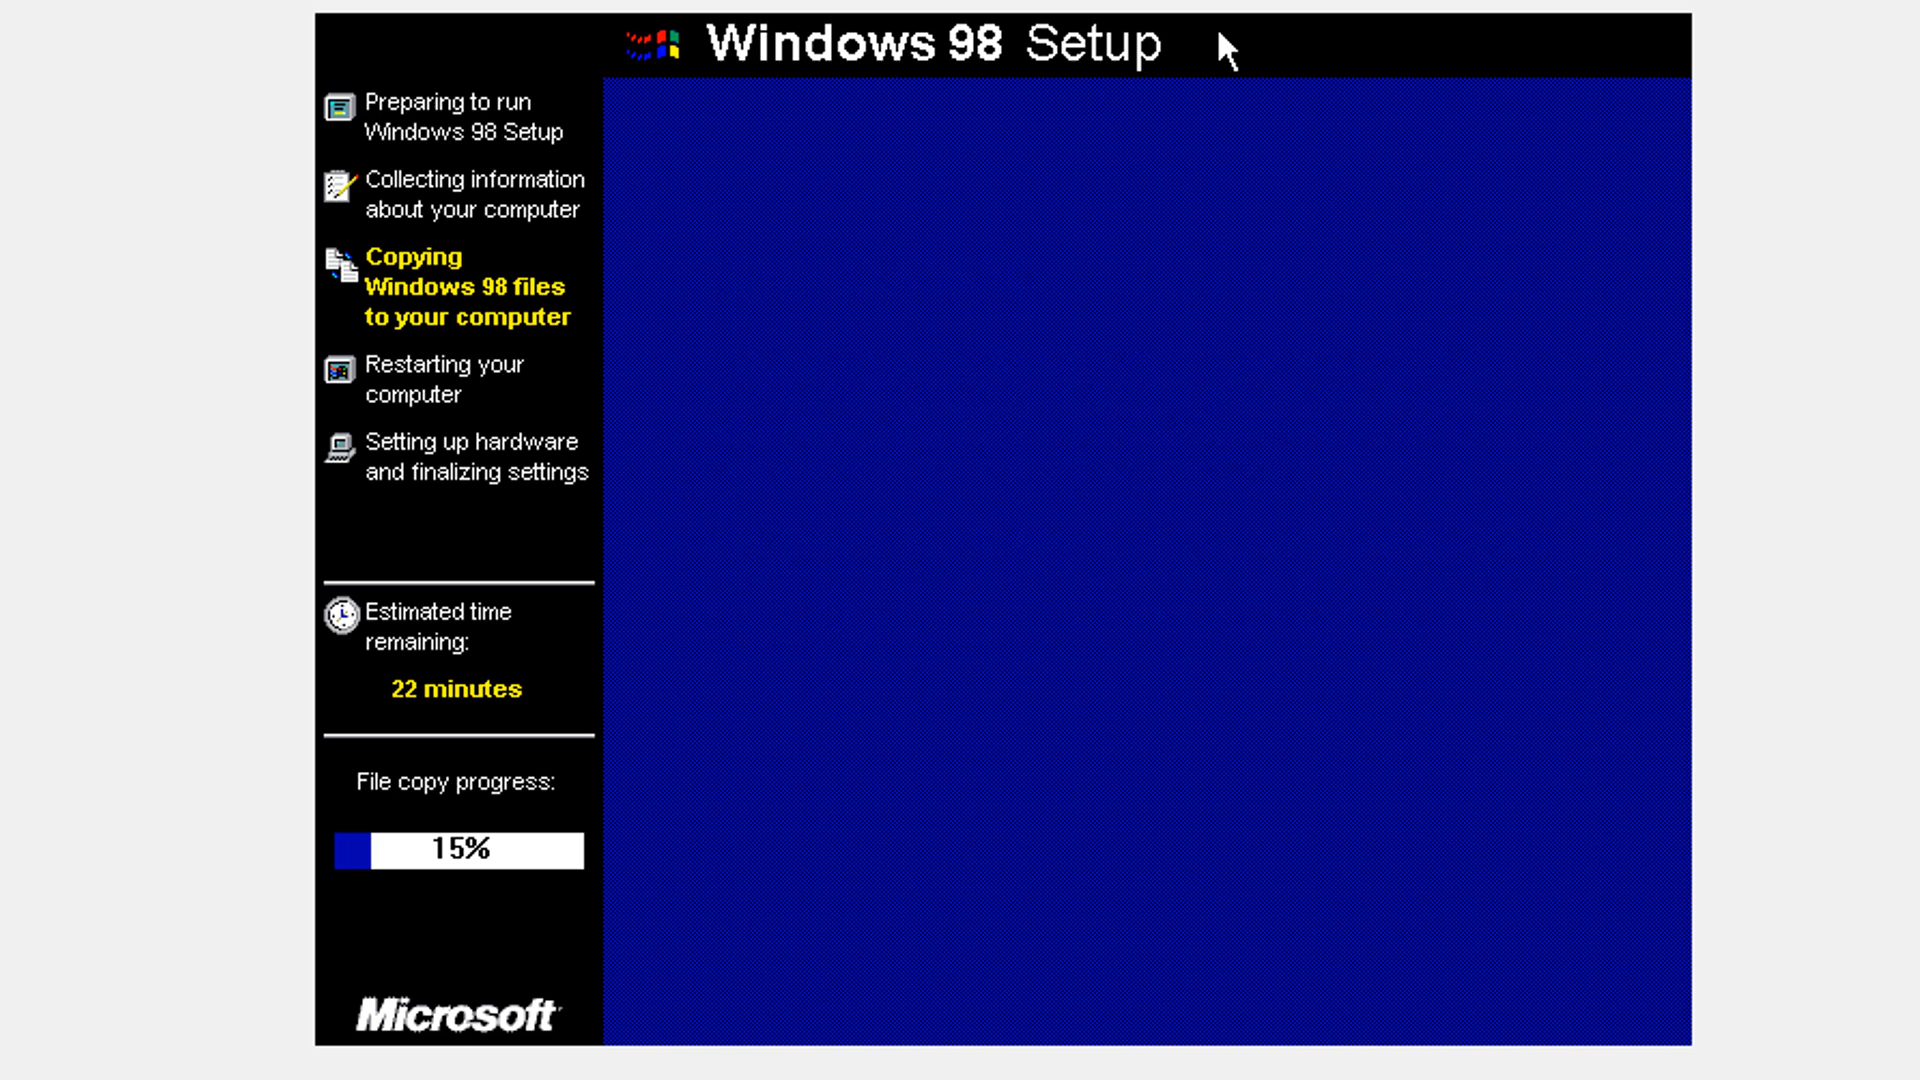 Windows 98 Setup
Preparing to run
Windows 98 Setup
Collecting information
about your computer
Copying
Windows 98 files
to your computer
Restarting your
computer
Setting up hardware
and finalizing settings
Estimated time
remaining:
22 minutes
File copy progress:
15%
Microsoft